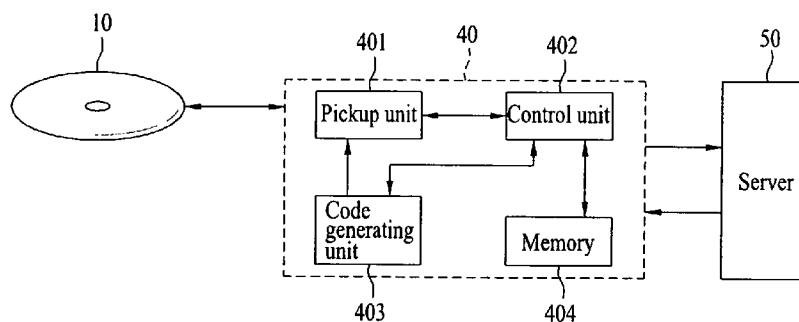 10
401
40
402
50
Pickup unit
Control unit
Server
Code
generating
unit
Memory
403
404